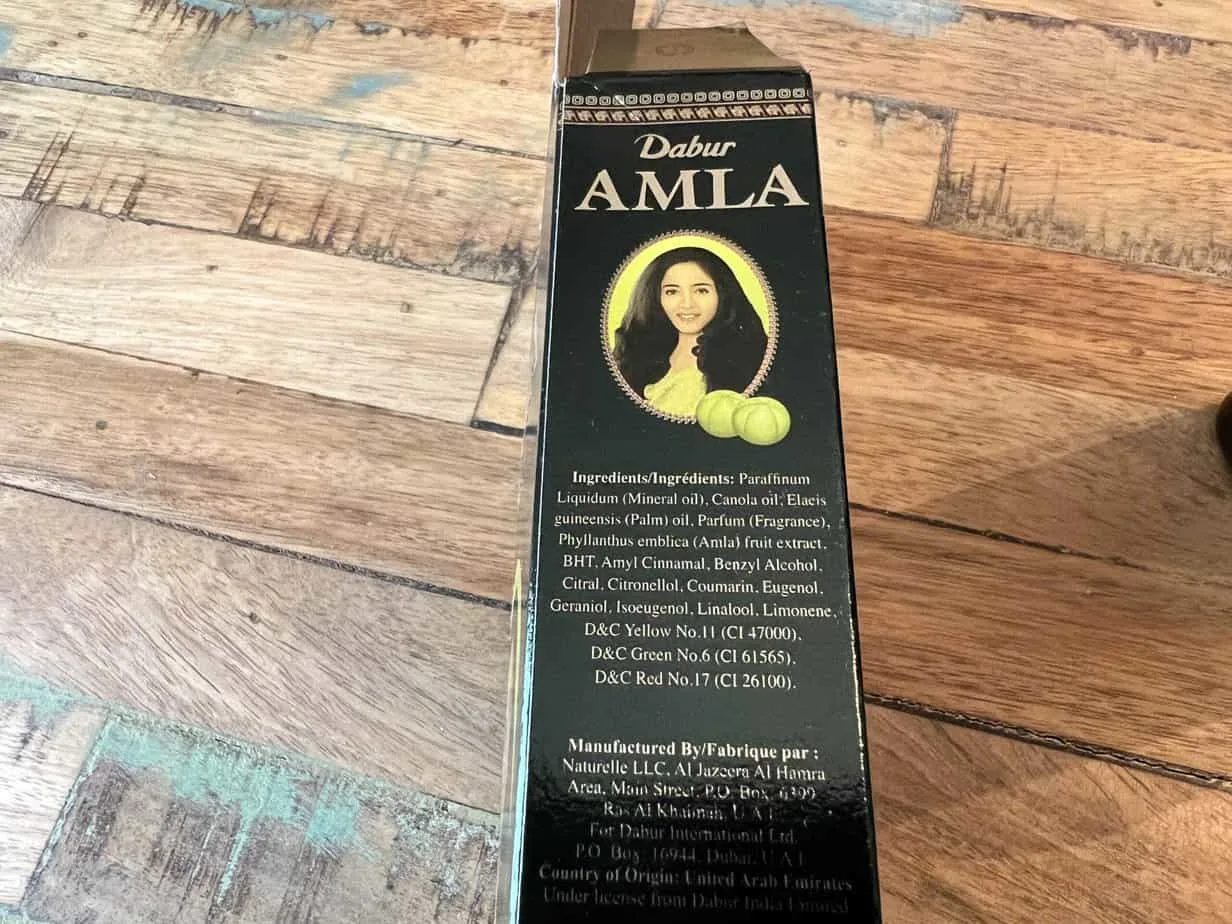 Dabur
AMLA
Ingredients/Ingrédients: Paraffinum
Liquidum (Mineral oil), Canola oil, Elaeis
guineensis (Palm) oil, Parfum (Fragrance),
Phyllanthus emblica (Amla) fruit extract,
BHT, Amyl Cinnamal, Benzyl Alcohol,
Citral, Citronellol, Coumarin, Eugenol,
Geraniol, Isoeugenol, Linalool, Limonene,
D&C Yellow No.11 (CI 47000),
D&C Green No.6 (CI 61565),
D&C Red No.17 (CI 26100).
Manufactured By/Fabrique par :
Naturelle LLC, Al Jazeera Al Hamra
Area, Main Street, P.O. Box, 6399
Ras Al Khaimah, U.A.E
For Dabur International Ltd.
P.O. Box, 16944, Dubai, U.A.E
Country of Origin: United Arab Emirates
Under license from Dabur India Limited